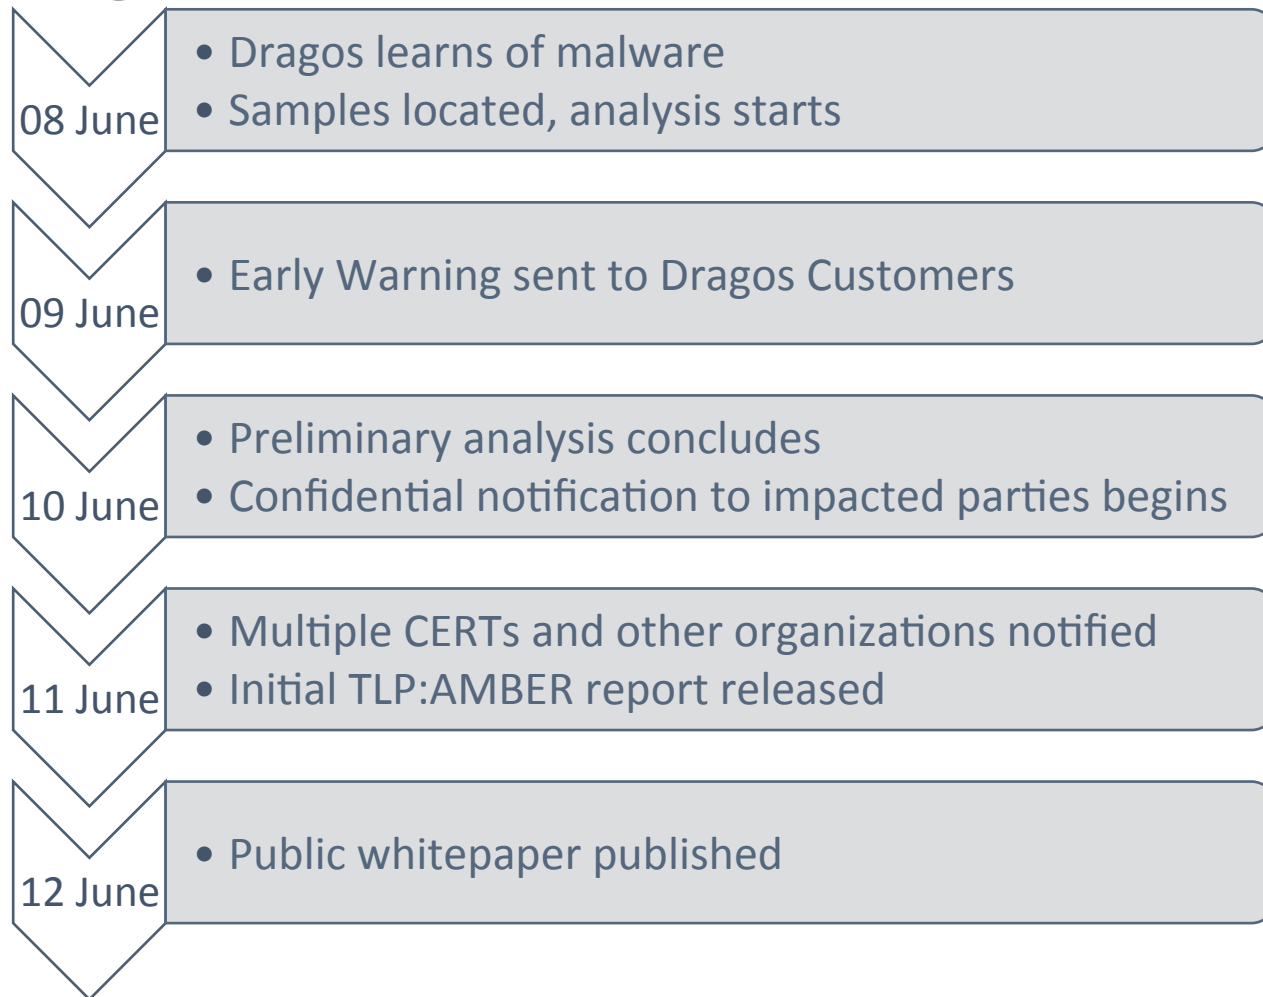 08 June
• Dragos learns of malware
• Samples located, analysis starts
09 June
• Early Warning sent to Dragos Customers
10 June
• Preliminary analysis concludes
• Confidential notification to impacted parties begins
11 June
• Multiple CERTs and other organizations notified
• Initial TLP:AMBER report released
12 June
• Public whitepaper published